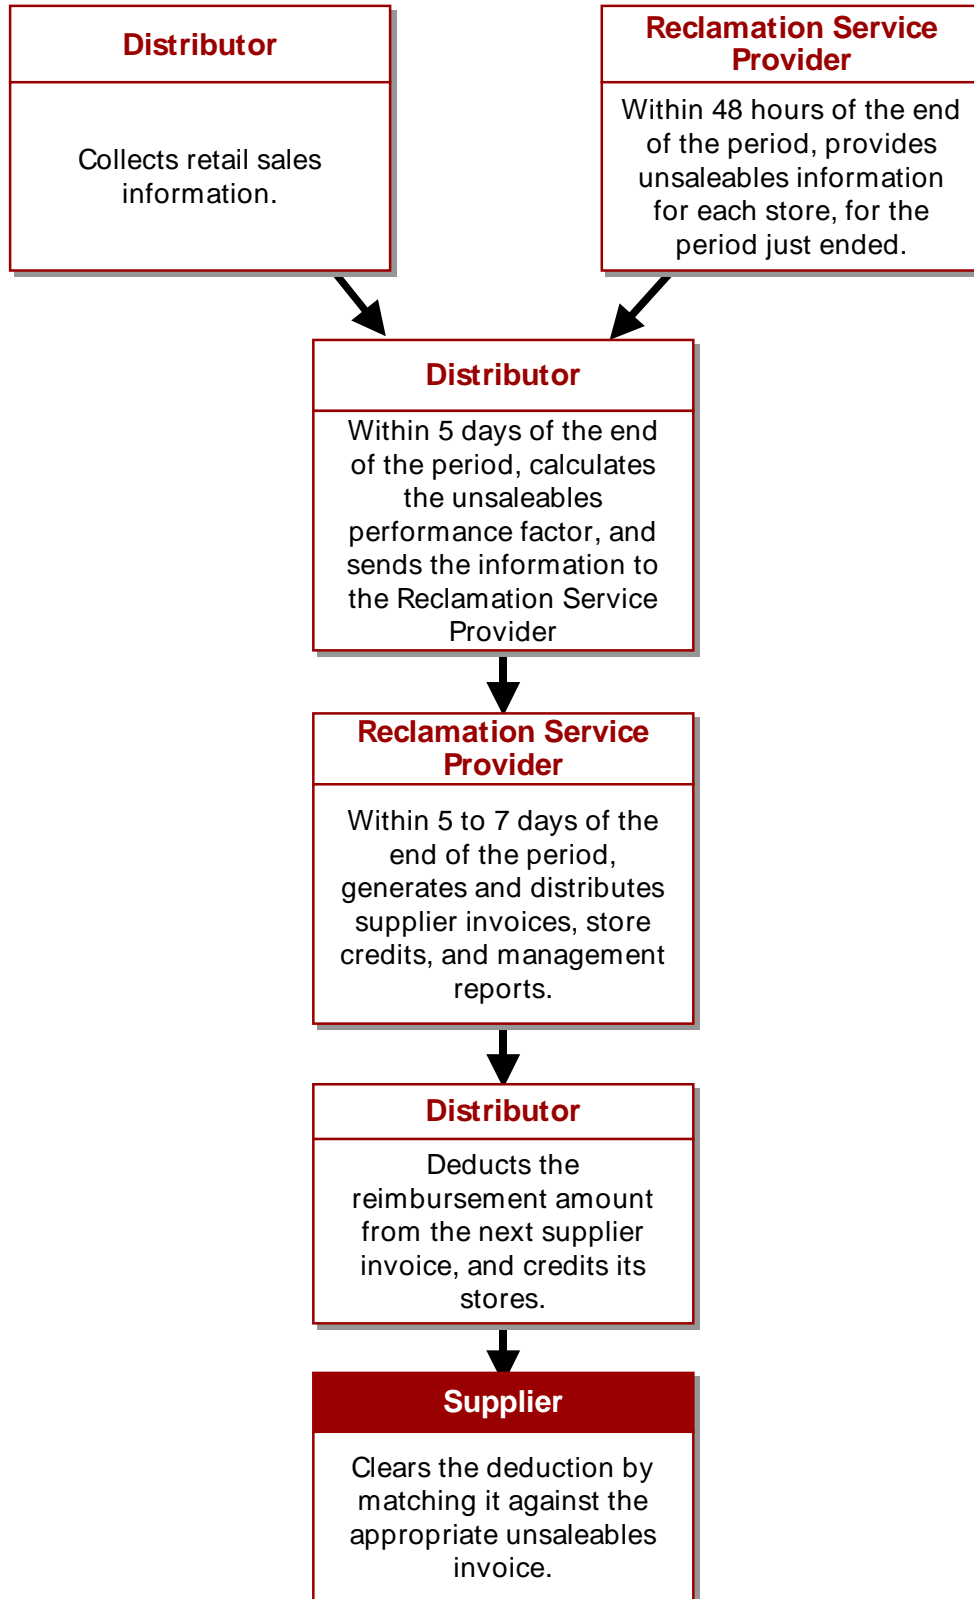 Distributor
Collects retail sales
information.
Reclamation Service
Provider
Within 48 hours of the end
of the period, provides
unsaleables information
for each store, for the
period just ended.
Distributor
Within 5 days of the end
of the period, calculates
the unsaleables
performance factor, and
sends the information to
the Reclamation Service
Provider
Reclamation Service
Provider
Within 5 to 7 days of the
end of the period,
generates and distributes
supplier invoices, store
credits, and management
reports.
Distributor
Deducts the
reimbursement amount
from the next supplier
invoice, and credits its
stores.
Supplier
Clears the deduction by
matching it against the
appropriate unsaleables
invoice.